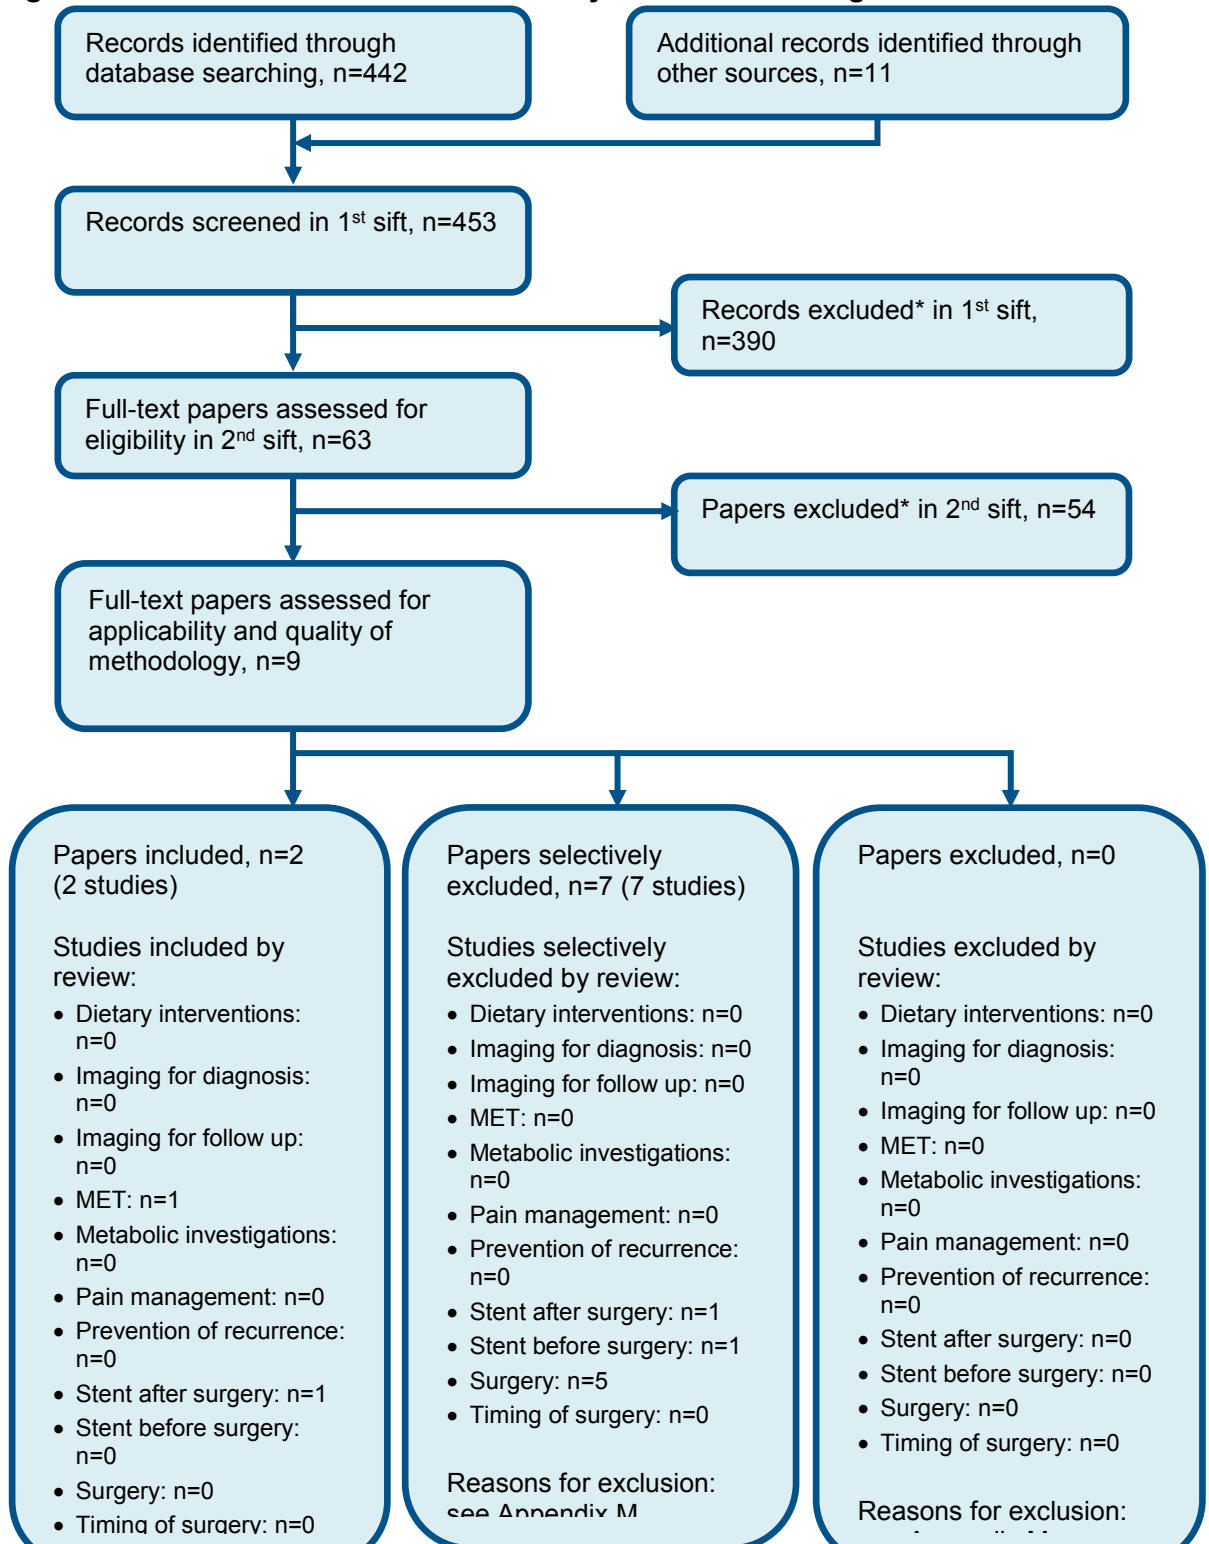 Records identified through
database searching, n=442
Additional records identified through
other sources, n=11
Records screened in 1st sift, n=453
Records excluded* in 1st sift,
n=390
Full-text papers assessed for
eligibility in 2nd sift, n=63
Papers excluded* in 2nd sift, n=54
Full-text papers assessed for
applicability and quality of
methodology, n=9
Papers included, n=2
(2 studies)
Studies included by
review:
• Dietary interventions:
n=0
• Imaging for diagnosis:
n=0
• Imaging for follow up:
n=0
• MET: n=1
• Metabolic investigations:
n=0
• Pain management: n=0
• Prevention of recurrence:
n=0
• Stent after surgery: n=1
• Stent before surgery:
n=0
• Surgery: n=0
• Timing of surgery: n=0
Papers selectively
excluded, n=7 (7 studies)
Studies selectively
excluded by review:
• Dietary interventions: n=0
• Imaging for diagnosis: n=0
• Imaging for follow up: n=0
• MET: n=0
• Metabolic investigations:
n=0
• Pain management: n=0
• Prevention of recurrence:
n=0
• Stent after surgery: n=1
• Stent before surgery: n=1
• Surgery: n=5
• Timing of surgery: n=0
Reasons for exclusion:
see Appendix M
Papers excluded, n=0
Studies excluded by
review:
• Dietary interventions: n=0
• Imaging for diagnosis:
n=0
• Imaging for follow up: n=0
• MET: n=0
• Metabolic investigations:
n=0
• Pain management: n=0
• Prevention of recurrence:
n=0
• Stent after surgery: n=0
• Stent before surgery: n=0
• Surgery: n=0
• Timing of surgery: n=0
Reasons for exclusion: